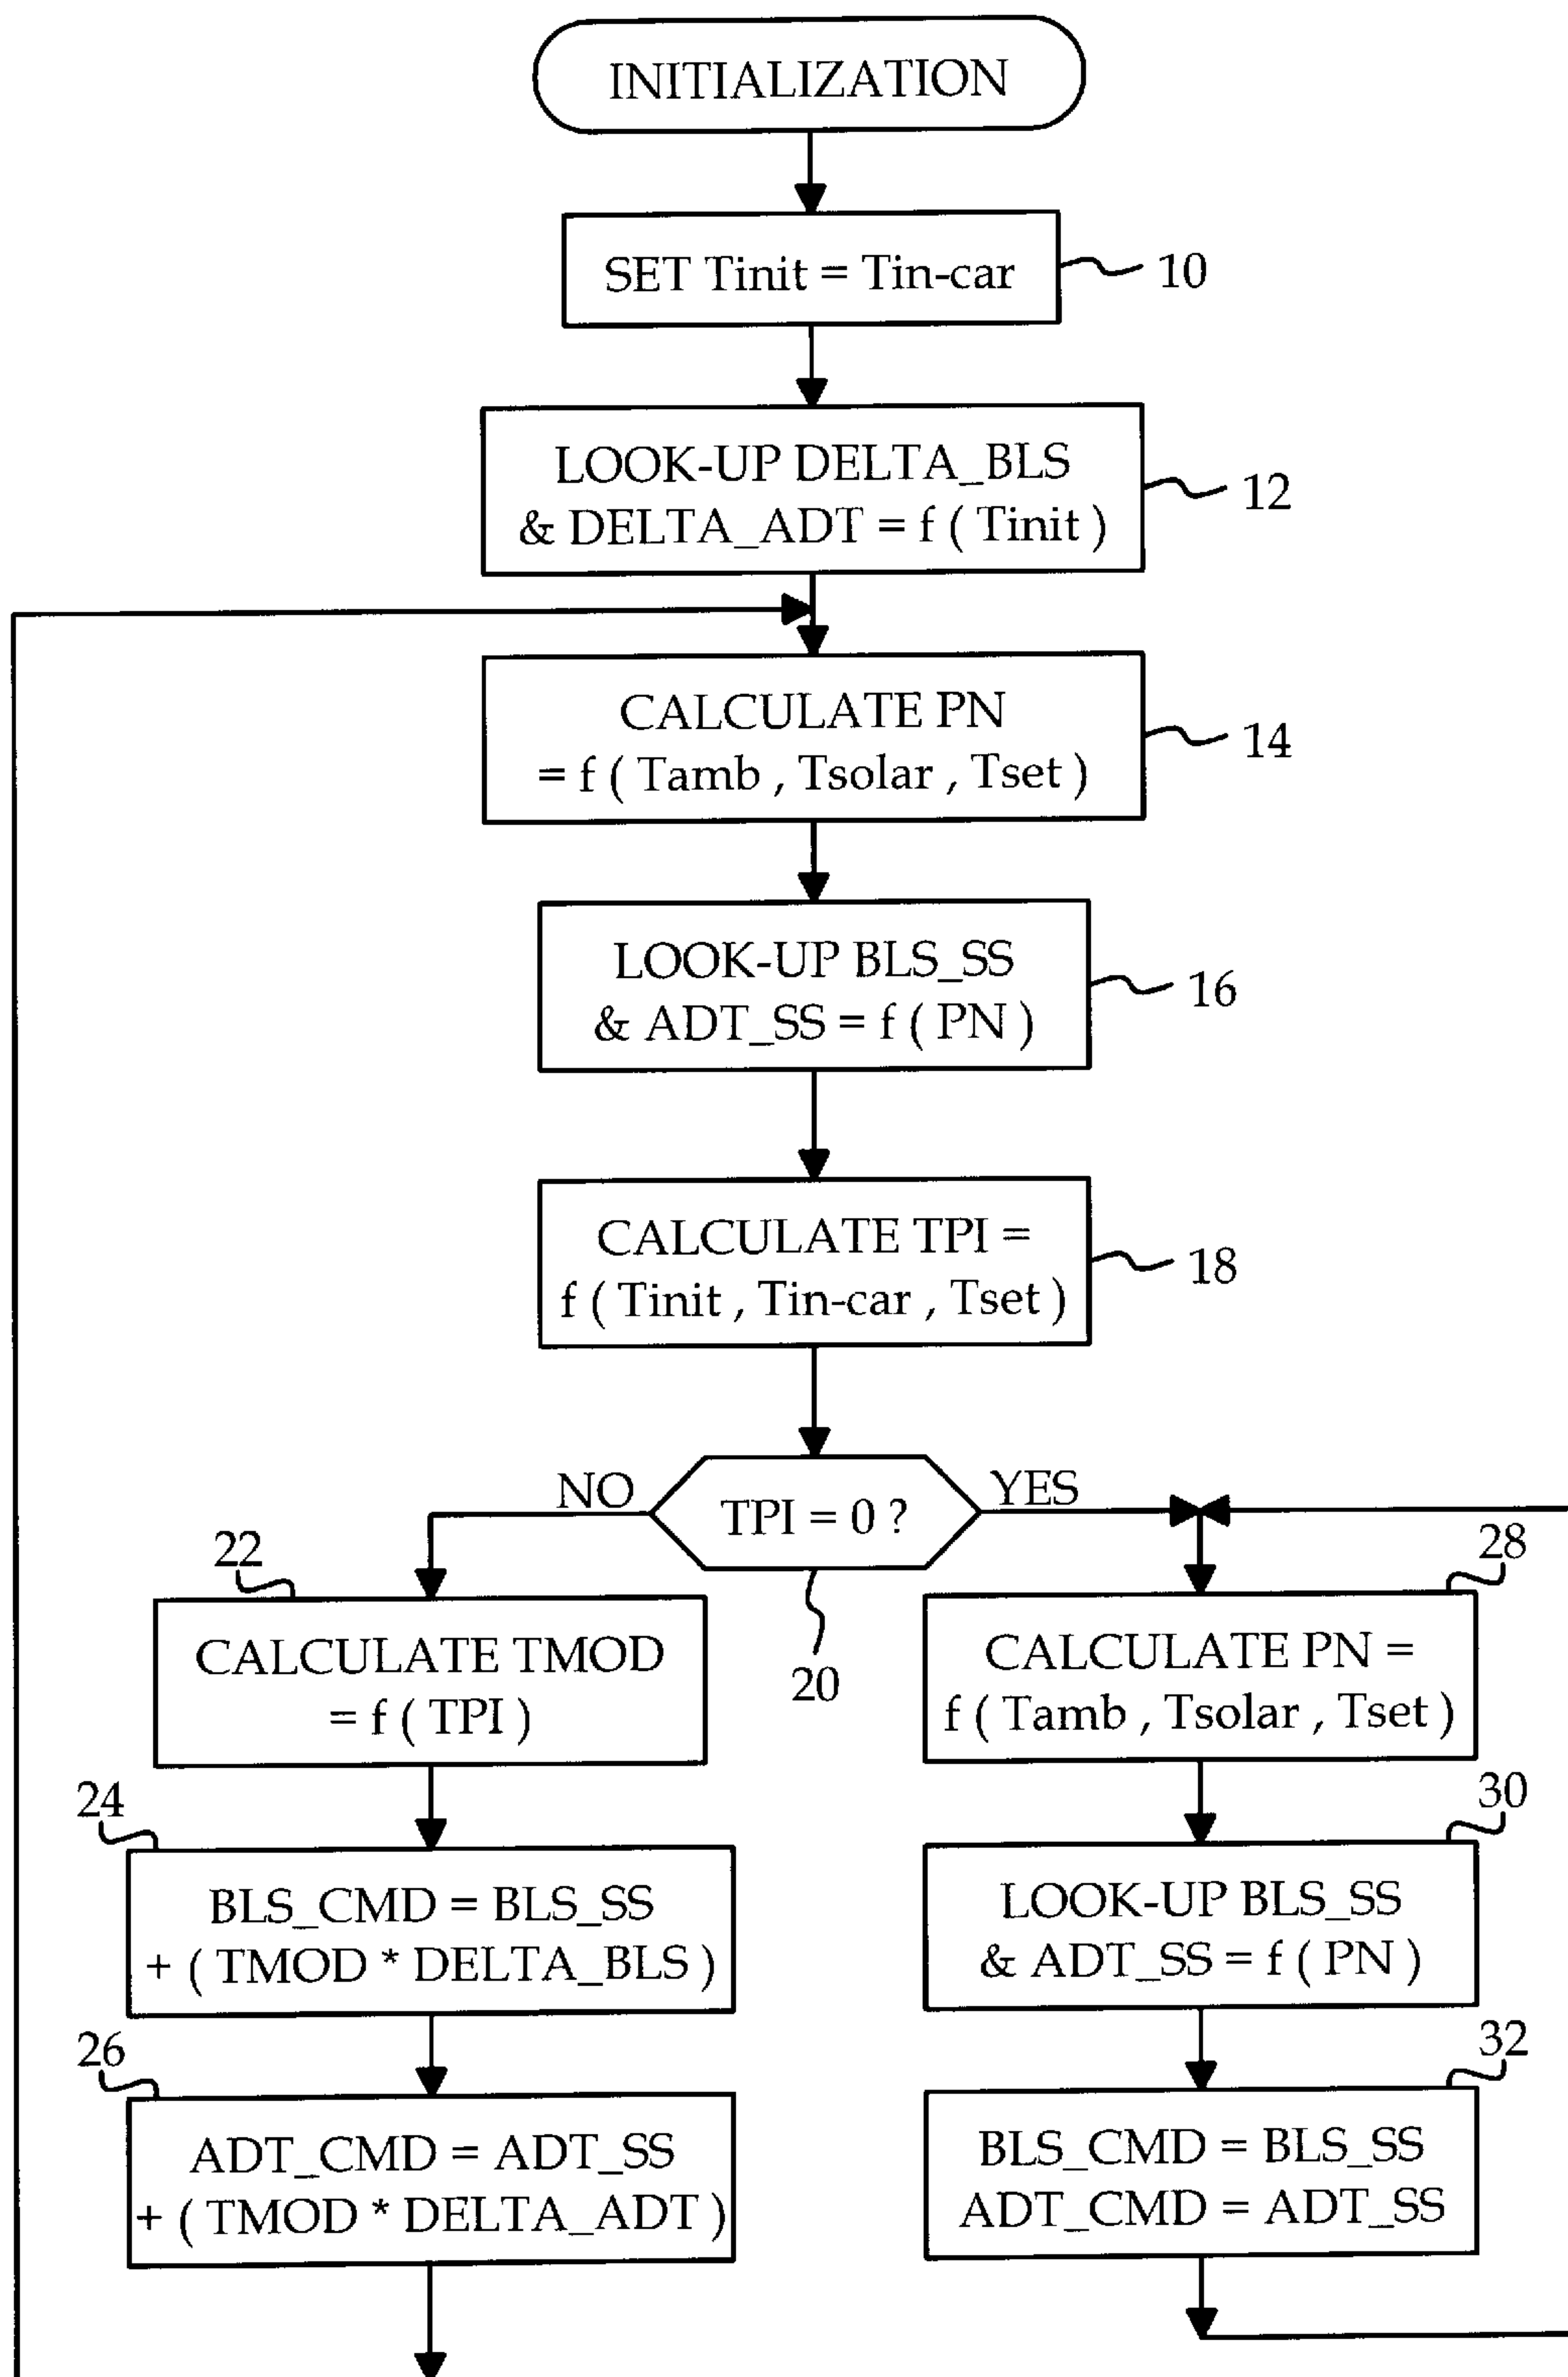 INITIALIZATION
SET Tinit = Tin-car
10
LOOK-UP DELTA_BLS
& DELTA_ADT = f ( Tinit )
12
CALCULATE PN
= f ( Tamb , Tsolar , Tset )
14
LOOK-UP BLS_SS
& ADT_SS = f ( PN )
16
CALCULATE TPI =
f ( Tinit , Tin-car , Tset )
18
NO
TPI = 0 ?
YES
20
22
CALCULATE TMOD
= f ( TPI )
24
BLS_CMD = BLS_SS
+ ( TMOD * DELTA_BLS )
26
ADT_CMD = ADT_SS
+ ( TMOD * DELTA_ADT )
28
CALCULATE PN =
f ( Tamb , Tsolar , Tset )
30
LOOK-UP BLS_SS
& ADT_SS = f ( PN )
32
BLS_CMD = BLS_SS
ADT_CMD = ADT_SS